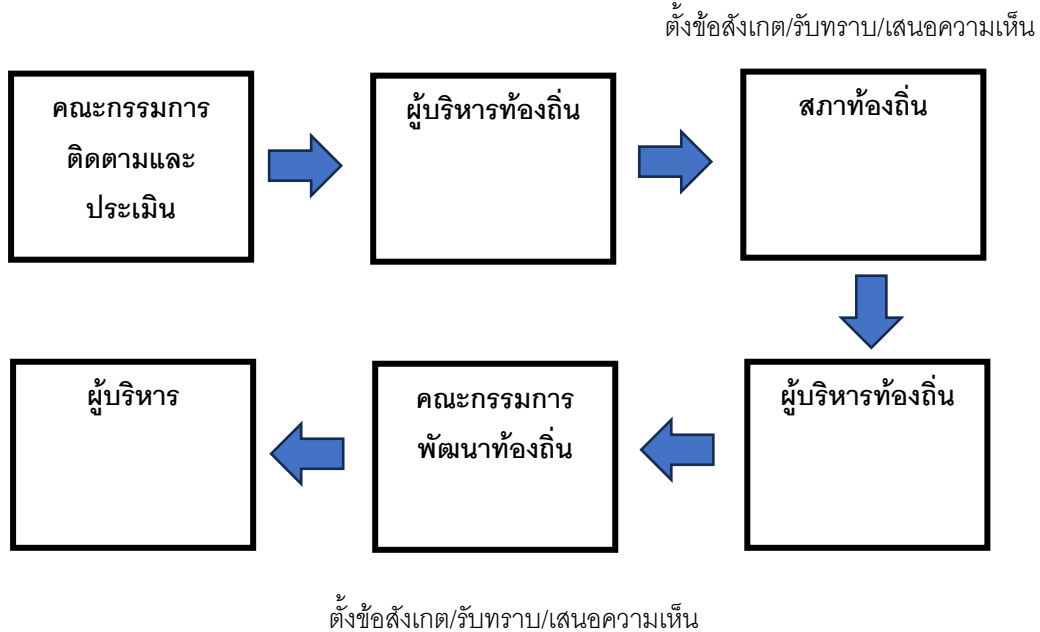 ตั้งข้อสังเกต/รับทราบ/เสนอความเห็น
คณะกรรมการ
ติดตามและ
ประเมิน
ผู้บริหารท้องถิ่น
สภาท้องถิ่น
ผู้บริหารท้องถิ่น
คณะกรรมการ
พัฒนาท้องถิ่น
ผู้บริหาร
ตั้งข้อสังเกต/รับทราบ/เสนอความเห็น